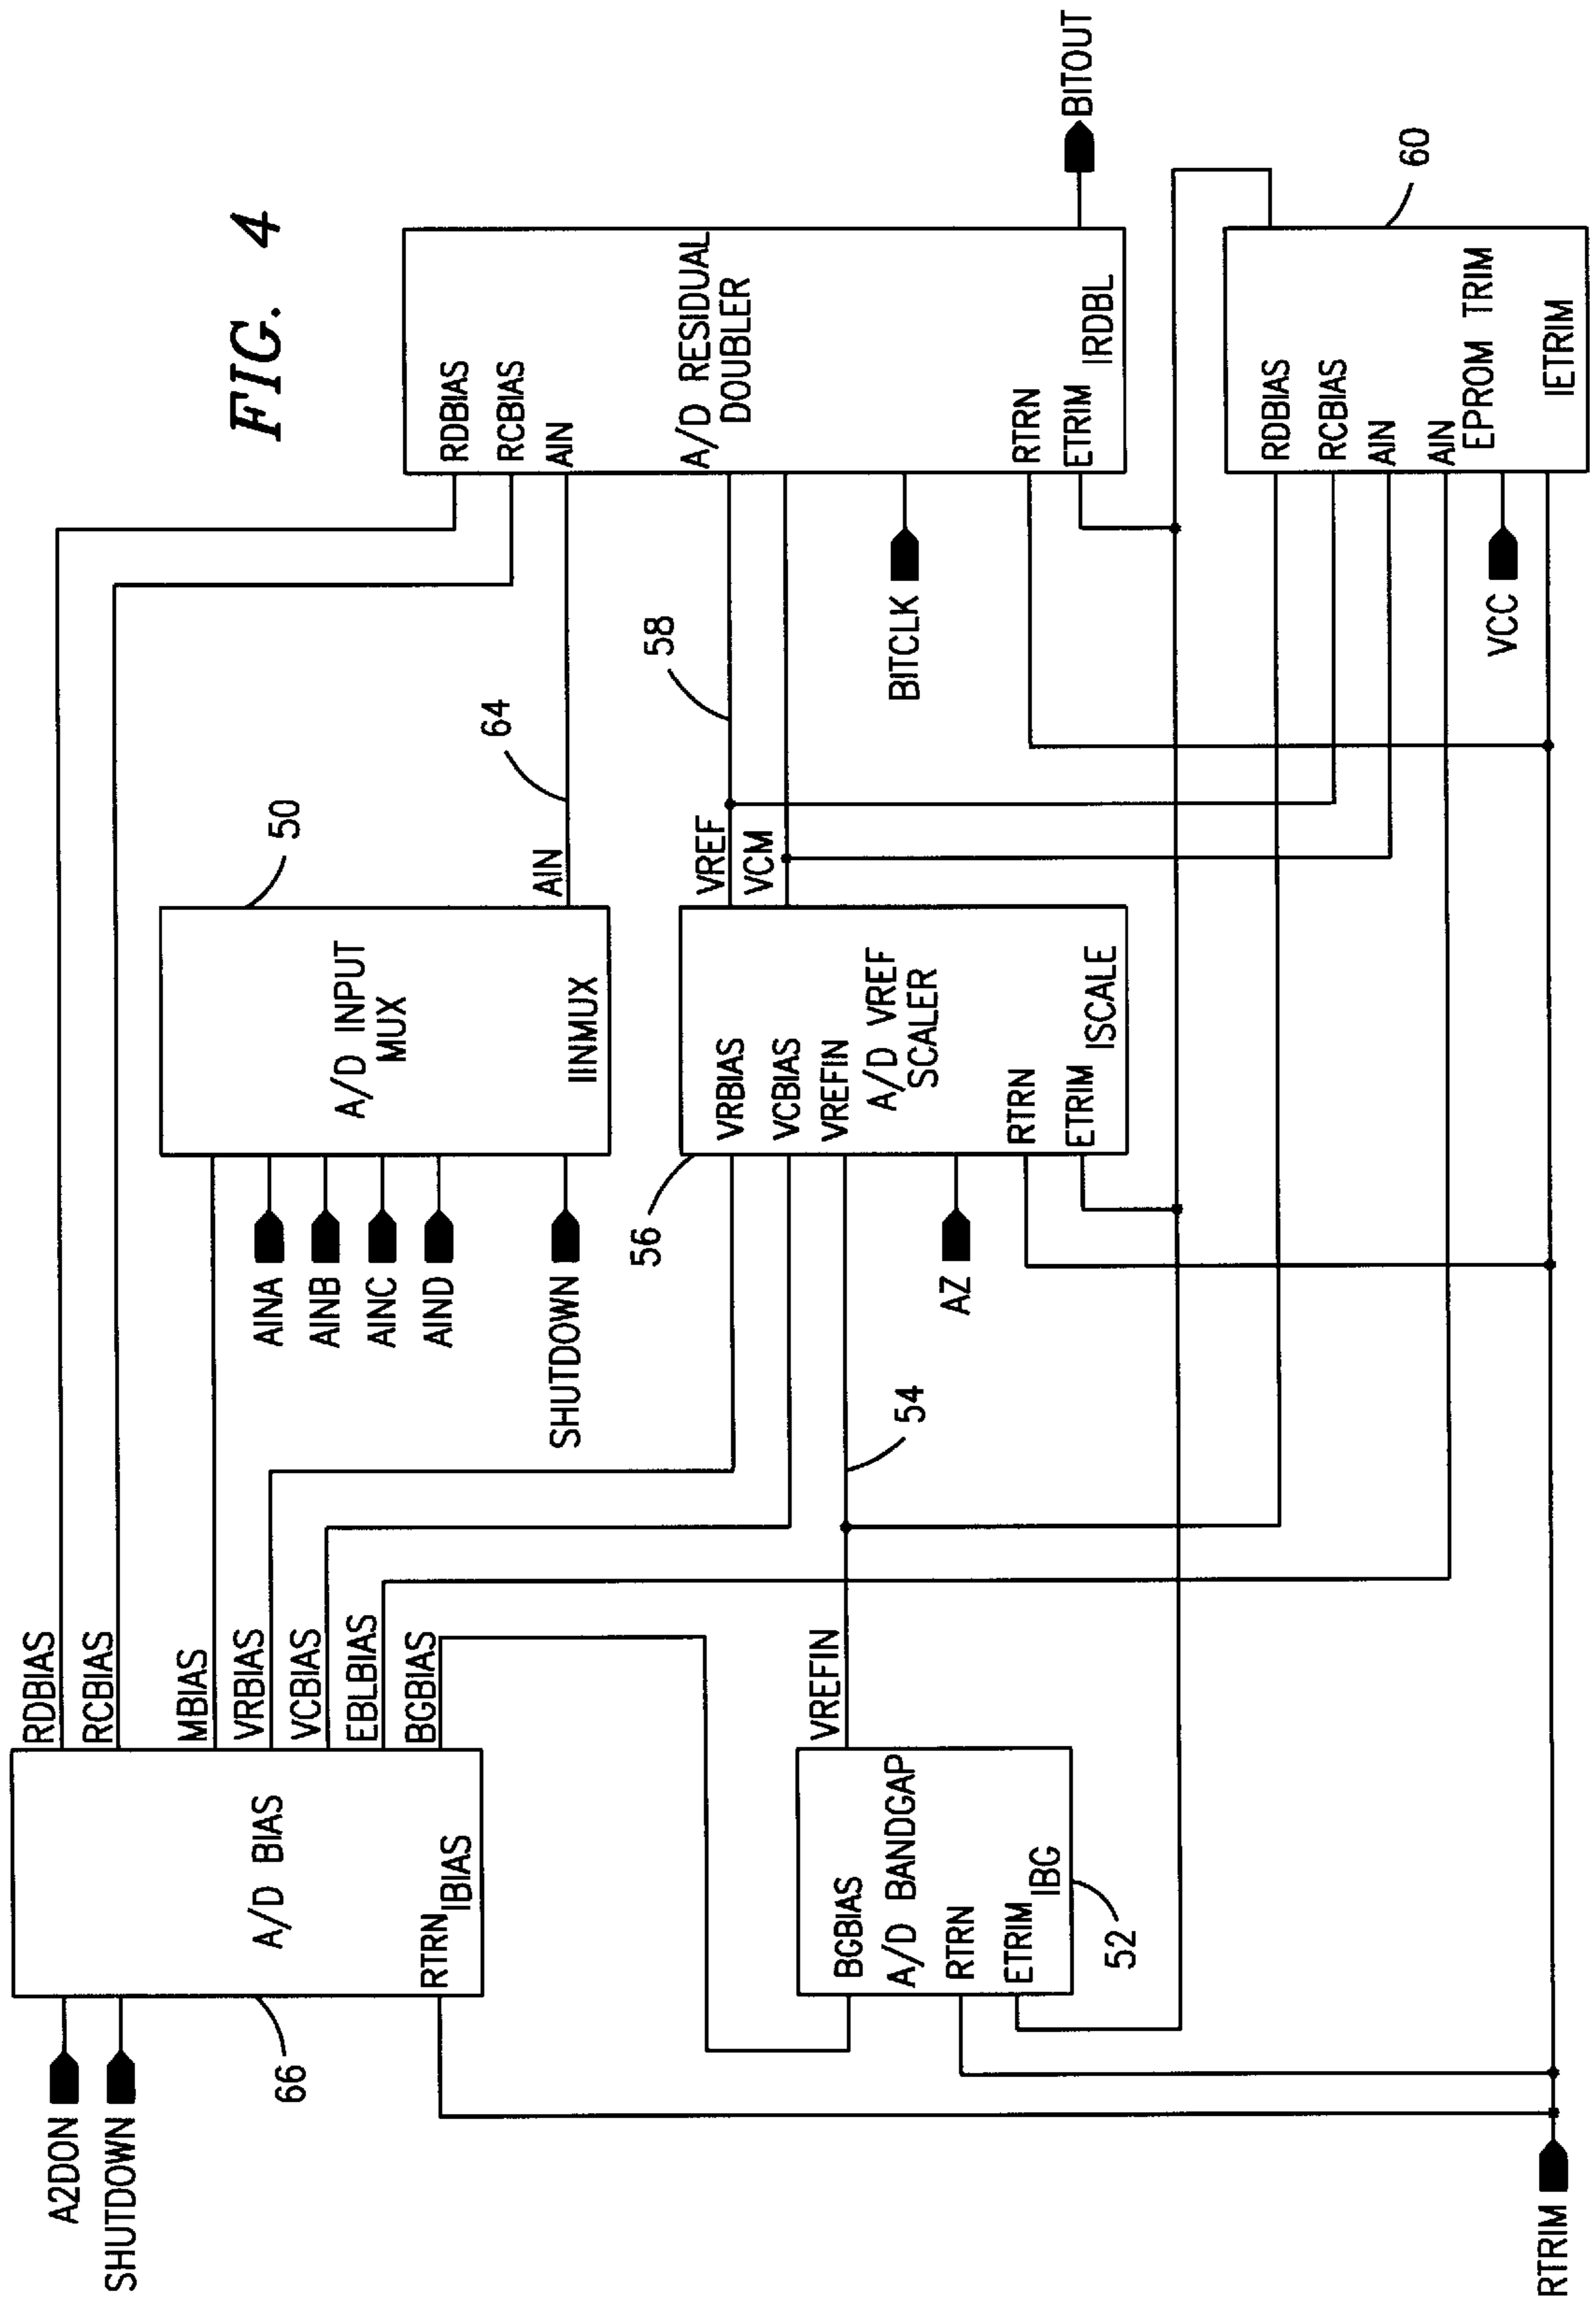 FIG. 4
A2DON
SHUTDOWN
66
A/D BIAS
RTRN
IBIAS
RDBIAS
RCBIAS
MBIAS
VRBIAS
VCBIAS
EBLBIAS
BGBIAS
AINA
AINB
AINC
AIND
SHUTDOWN
A/D INPUT
MUX
IINMUX
50
AIN
64
RDBIAS
RCBIAS
AIN
A/D RESIDUAL
DOUBLER
RTRN
ETRIM
IRDBL
BITOUT
BITCLK
BGBIAS
A/D BANDGAP
RTRN
ETRIM
IBG
52
VREFIN
54
56
VRBIAS
VCBIAS
VREFIN
A/D VREF
SCALER
RTRN
ETRIM
ISCALE
AZ
VREF
VCM
58
60
RDBIAS
RCBIAS
AIN
AIN
EPROM TRIM
IETRIM
VCC
RTRIM